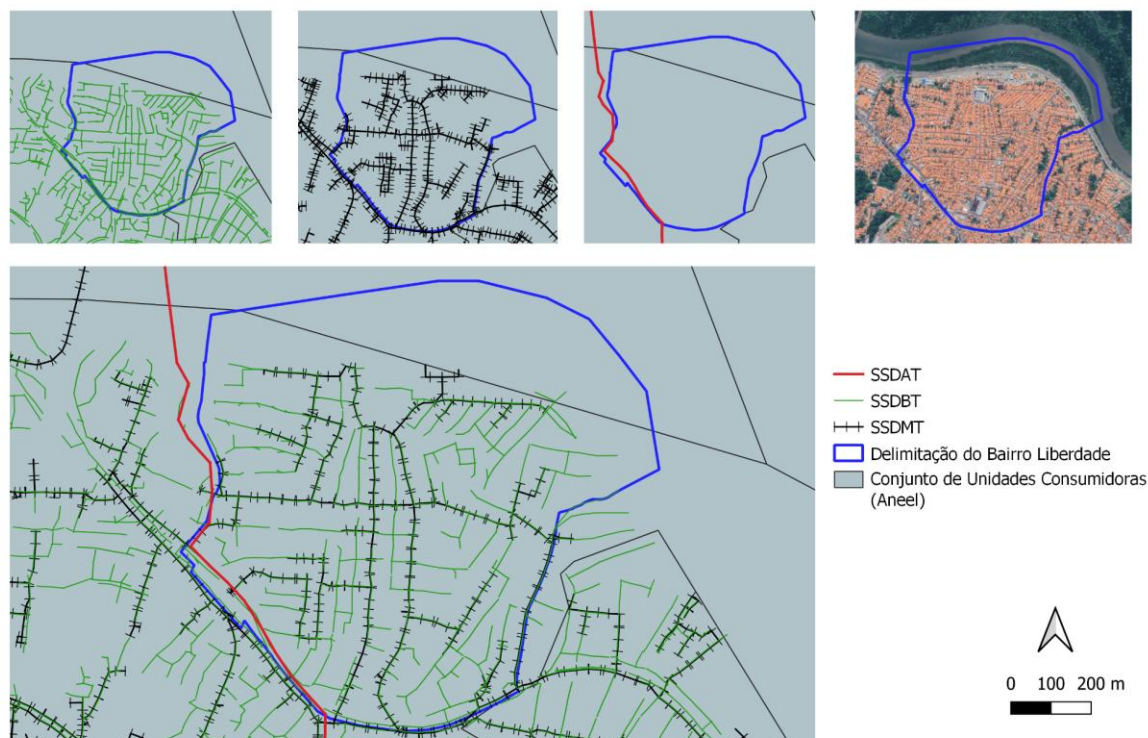 SSDAT
SSDBT
SSDMT
Delimitação do Bairro Liberdade
Conjunto de Unidades Consumidoras
(Aneel)
0 100 200 m